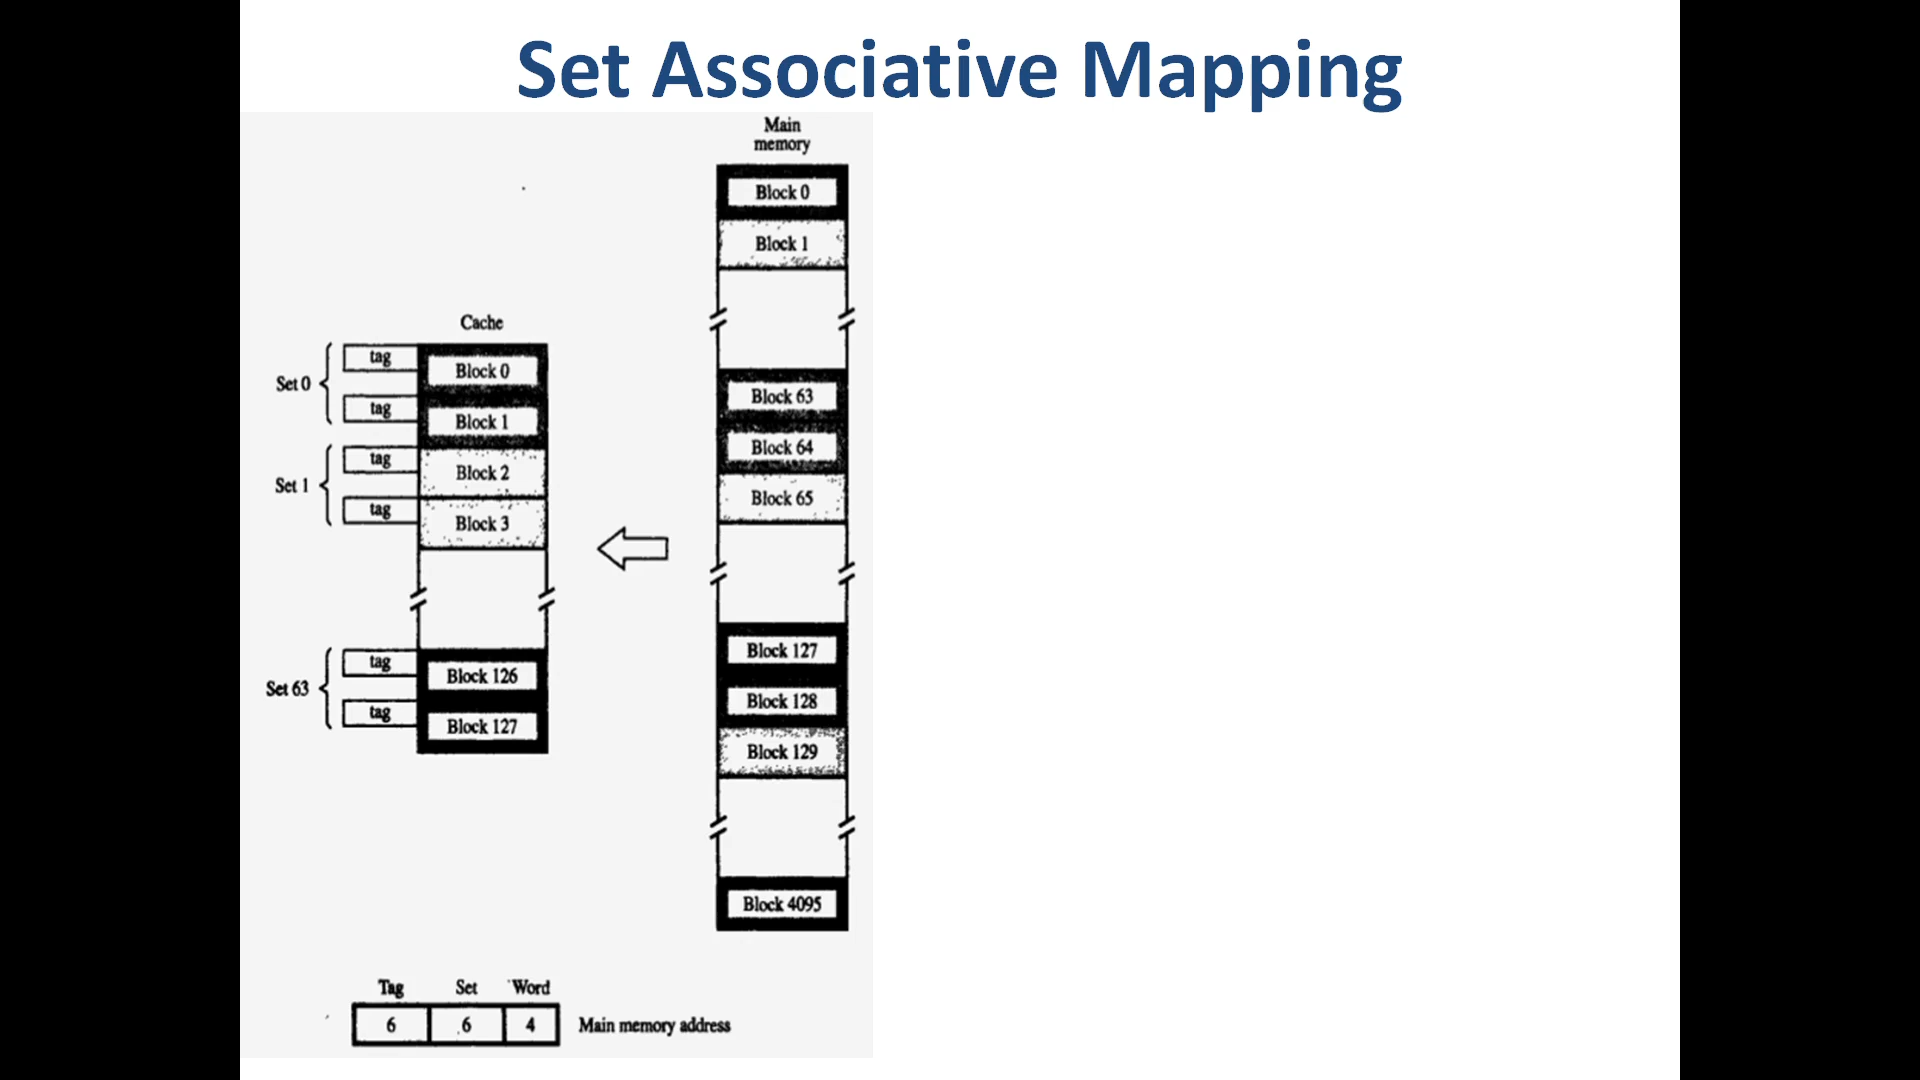 Set Associative Mapping
Main
memory
Block 0
Block 1
Block 63
Block 64
Block 65
Block 127
Block 128
Block 129
Block 4095
Cache
Set 0
tag
Block 0
tag
Block 1
Set 1
tag
Block 2
tag
Block 3
Set 63
tag
Block 126
tag
Block 127
Tag Set Word
6 6 4 Main memory address